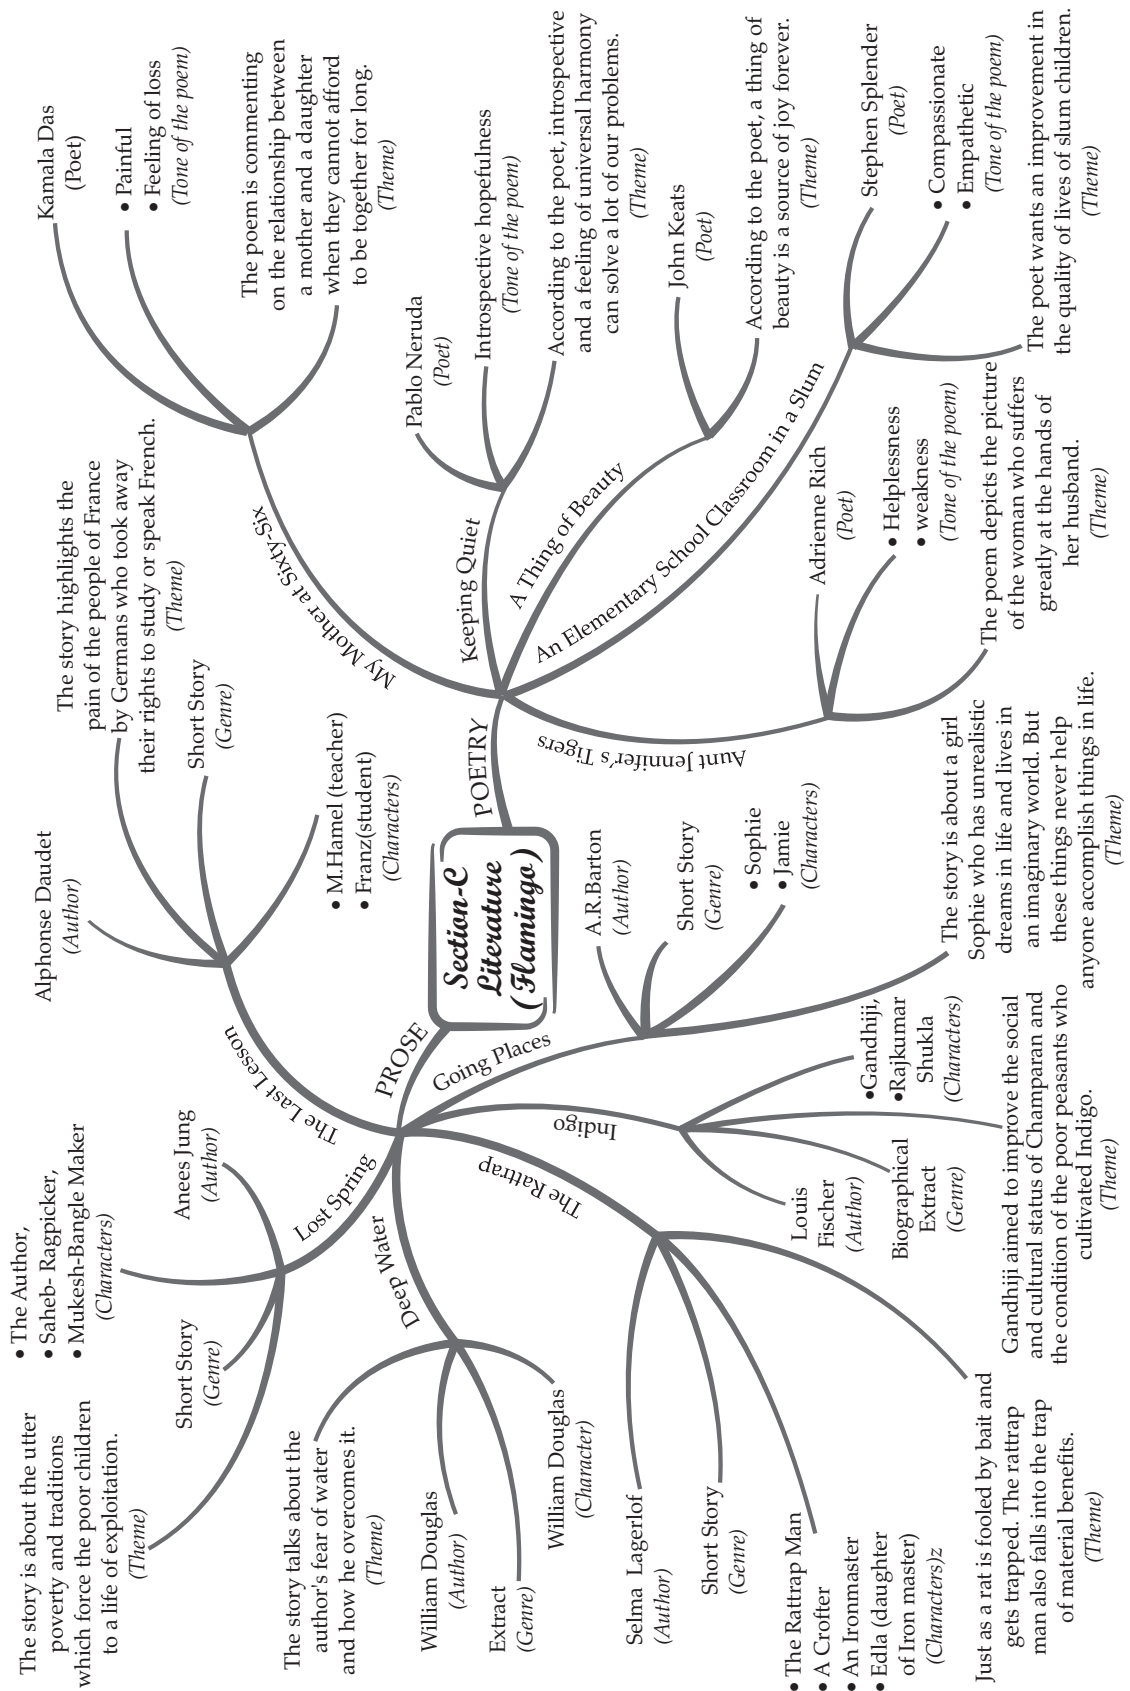 Section-C
Literature
(Flamingo)
PROSE
The Last Lesson
Alphonse Daudet
(Author)
The story highlights the
pain of the people of France
by Germans who took away
their rights to study or speak French.
(Theme)
Short Story
(Genre)
• M.Hamel (teacher)
• Franz(student)
(Characters)
Lost Spring
Anees Jung
(Author)
• The Author,
• Saheb- Ragpicker,
• Mukesh-Bangle Maker
(Characters)
Short Story
(Genre)
The story is about the utter
poverty and traditions
which force the poor children
to a life of exploitation.
(Theme)
Deep Water
The story talks about the
author's fear of water
and how he overcomes it.
(Theme)
William Douglas
(Author)
Extract
(Genre)
William Douglas
(Character)
The Rattrap
Selma Lagerlof
(Author)
Short Story
(Genre)
• The Rattrap Man
• A Crofter
• An Ironmaster
• Edla (daughter
of Iron master)
(Characters)z
Just as a rat is fooled by bait and
gets trapped. The rattrap
man also falls into the trap
of material benefits.
(Theme)
Indigo
Louis
Fischer
(Author)
Biographical
Extract
(Genre)
Gandhiji aimed to improve the social
and cultural status of Champaran and
the condition of the poor peasants who
cultivated Indigo.
(Theme)
•Gandhiji,
•Rajkumar
Shukla
(Characters)
Going Places
A.R.Barton
(Author)
Short Story
(Genre)
• Sophie
• Jamie
(Characters)
The story is about a girl
Sophie who has unrealistic
dreams in life and lives in
an imaginary world. But
these things never help
anyone accomplish things in life.
(Theme)
POETRY
My Mother at Sixty-Six
Kamala Das
(Poet)
• Painful
• Feeling of loss
(Tone of the poem)
The poem is commenting
on the relationship between
a mother and a daughter
when they cannot afford
to be together for long.
(Theme)
Keeping Quiet
Pablo Neruda
(Poet)
Introspective hopefulness
(Tone of the poem)
According to the poet, introspective
and a feeling of universal harmony
can solve a lot of our problems.
(Theme)
A Thing of Beauty
John Keats
(Poet)
According to the poet, a thing of
beauty is a source of joy forever.
(Theme)
An Elementary School Classroom in a Slum
Stephen Splender
(Poet)
• Compassionate
• Empathetic
(Tone of the poem)
The poet wants an improvement in
the quality of lives of slum children.
(Theme)
Aunt Jennifer's Tigers
Adrienne Rich
(Poet)
• Helplessness
• weakness
(Tone of the poem)
The poem depicts the picture
of the woman who suffers
greatly at the hands of
her husband.
(Theme)